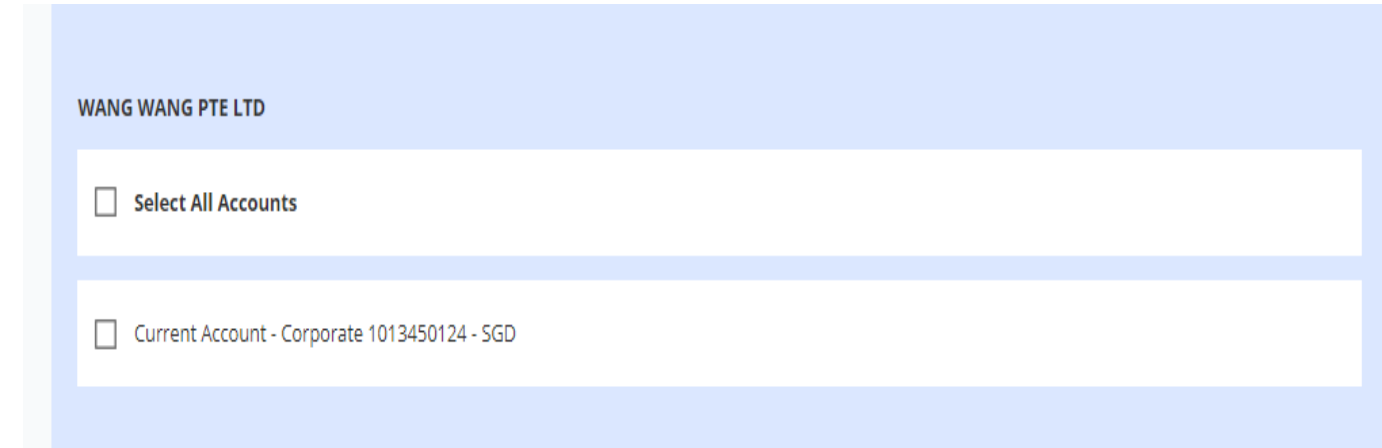 WANG WANG PTE LTD
Select All Accounts
Current Account - Corporate 1013450124 - SGD